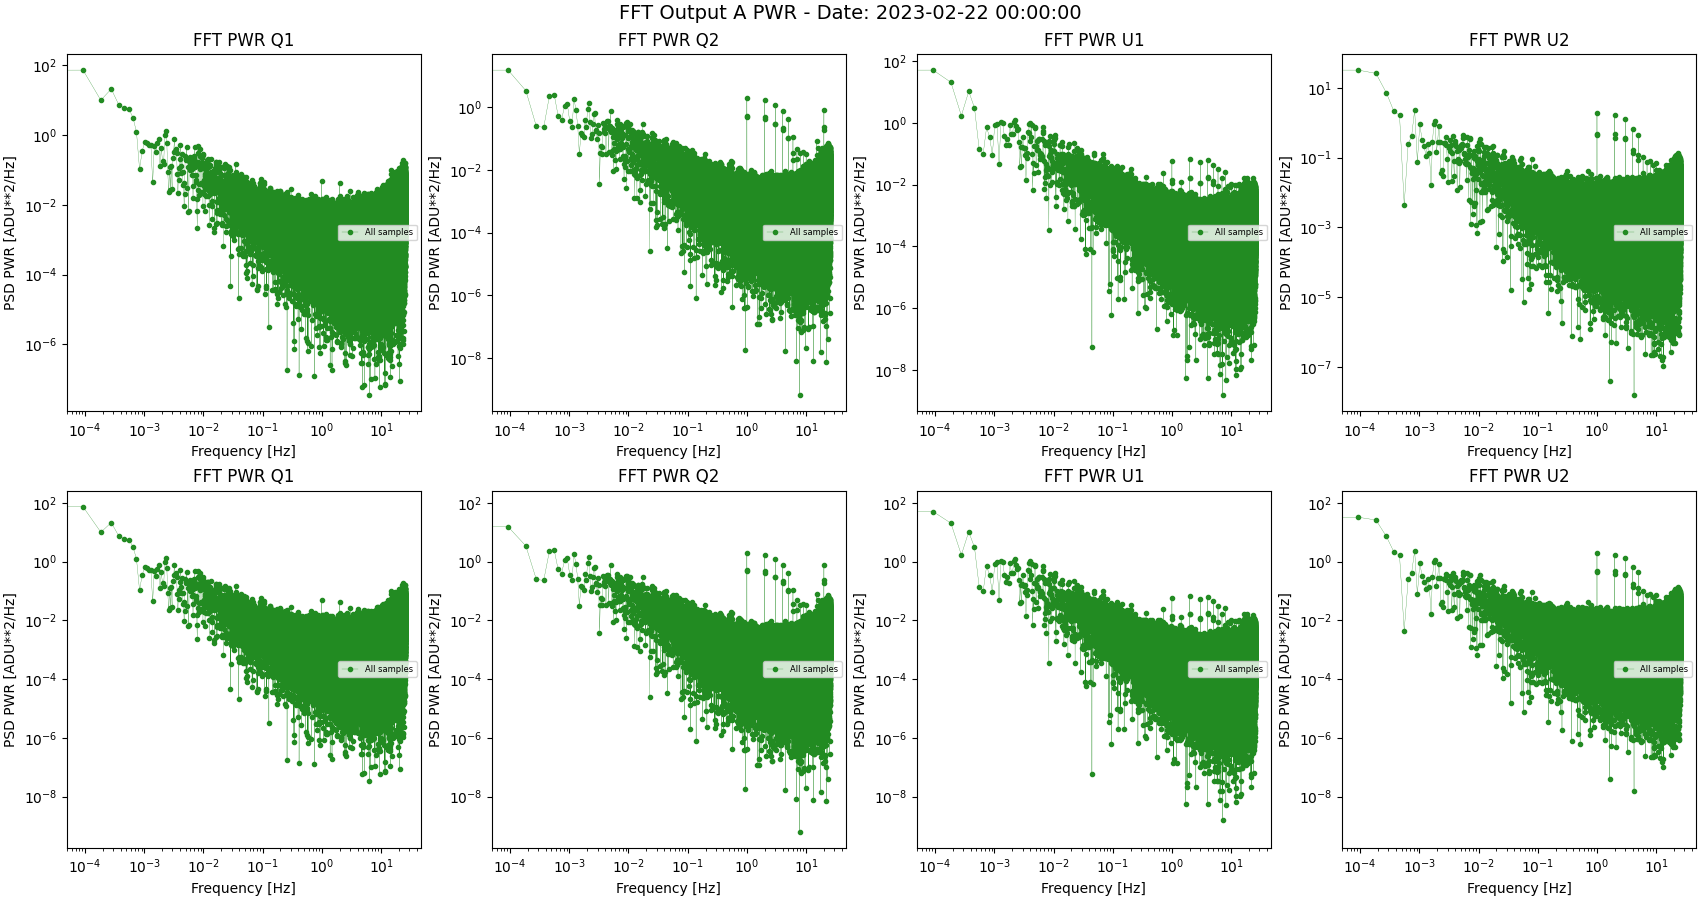 FFT Output A PWR - Date: 2023-02-22 00:00:00
FFT PWR Q1
FFT PWR Q2
FFT PWR U1
FFT PWR U2
PSD PWR [ADU**2/Hz]
10^2
10^0
10^-2
10^-4
10^-6
All samples
10^-4 10^-3 10^-2 10^-1 10^0 10^1
Frequency [Hz]
PSD PWR [ADU**2/Hz]
10^0
10^-2
10^-4
10^-6
10^-8
All samples
10^-4 10^-3 10^-2 10^-1 10^0 10^1
Frequency [Hz]
PSD PWR [ADU**2/Hz]
10^2
10^0
10^-2
10^-4
10^-6
10^-8
All samples
10^-4 10^-3 10^-2 10^-1 10^0 10^1
Frequency [Hz]
PSD PWR [ADU**2/Hz]
10^1
10^-1
10^-3
10^-5
10^-7
All samples
10^-4 10^-3 10^-2 10^-1 10^0 10^1
Frequency [Hz]
FFT PWR Q1
FFT PWR Q2
FFT PWR U1
FFT PWR U2
PSD PWR [ADU**2/Hz]
10^2
10^0
10^-2
10^-4
10^-6
10^-8
All samples
10^-4 10^-3 10^-2 10^-1 10^0 10^1
Frequency [Hz]
PSD PWR [ADU**2/Hz]
10^2
10^0
10^-2
10^-4
10^-6
10^-8
All samples
10^-4 10^-3 10^-2 10^-1 10^0 10^1
Frequency [Hz]
PSD PWR [ADU**2/Hz]
10^2
10^0
10^-2
10^-4
10^-6
10^-8
All samples
10^-4 10^-3 10^-2 10^-1 10^0 10^1
Frequency [Hz]
PSD PWR [ADU**2/Hz]
10^2
10^0
10^-2
10^-4
10^-6
10^-8
All samples
10^-4 10^-3 10^-2 10^-1 10^0 10^1
Frequency [Hz]